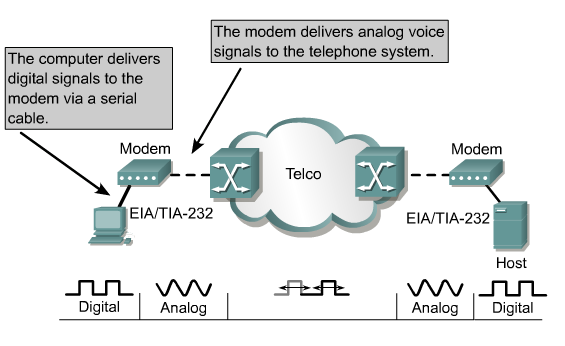 The modem delivers analog voice
signals to the telephone system.
The computer delivers
digital signals to the
modem via a serial
cable.
Modem
Telco
Modem
EIA/TIA-232
EIA/TIA-232
Host
Digital
Analog
Analog
Digital